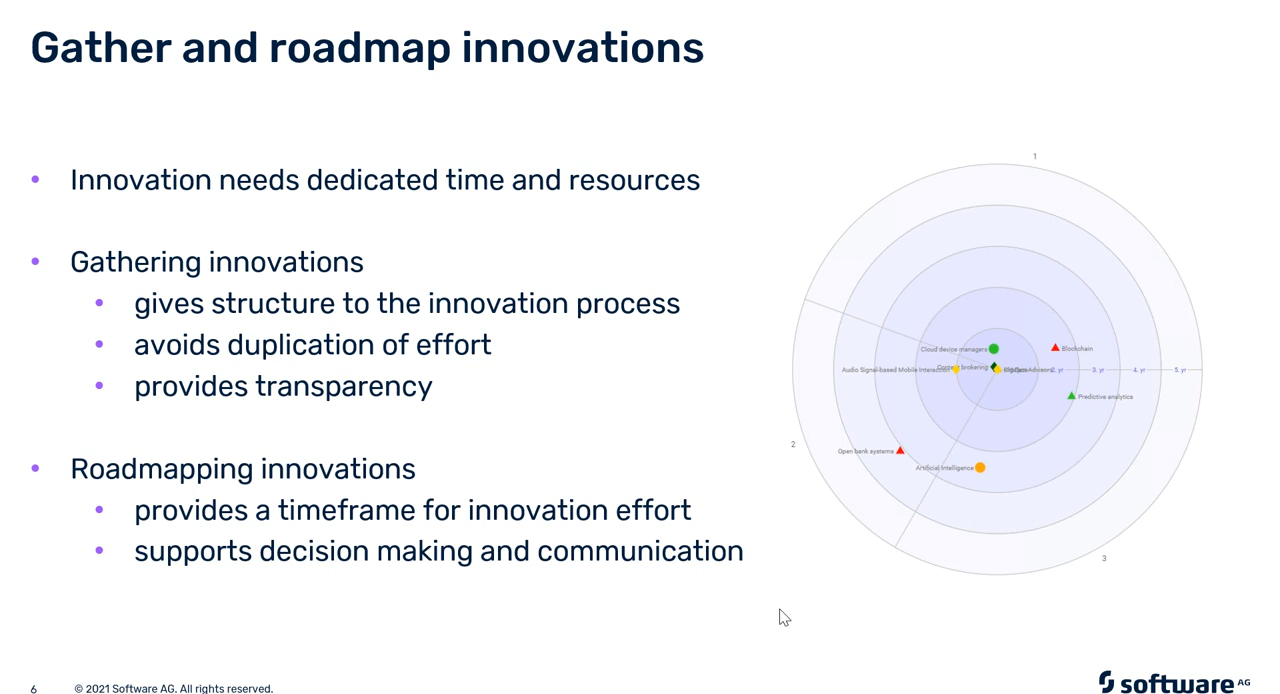 Gather and roadmap innovations
• Innovation needs dedicated time and resources
• Gathering innovations
• gives structure to the innovation process
• avoids duplication of effort
• provides transparency
• Roadmapping innovations
• provides a timeframe for innovation effort
• supports decision making and communication
1
Cloud device managers
Blockchain
brokering
Audio Signal-based Mobile Interaction
2. yr
3. yr
4. yr
5. yr
Predictive analytics
2
Open bank systems
Artificial Intelligence
3
6
© 2021 Software AG. All rights reserved.
software AG